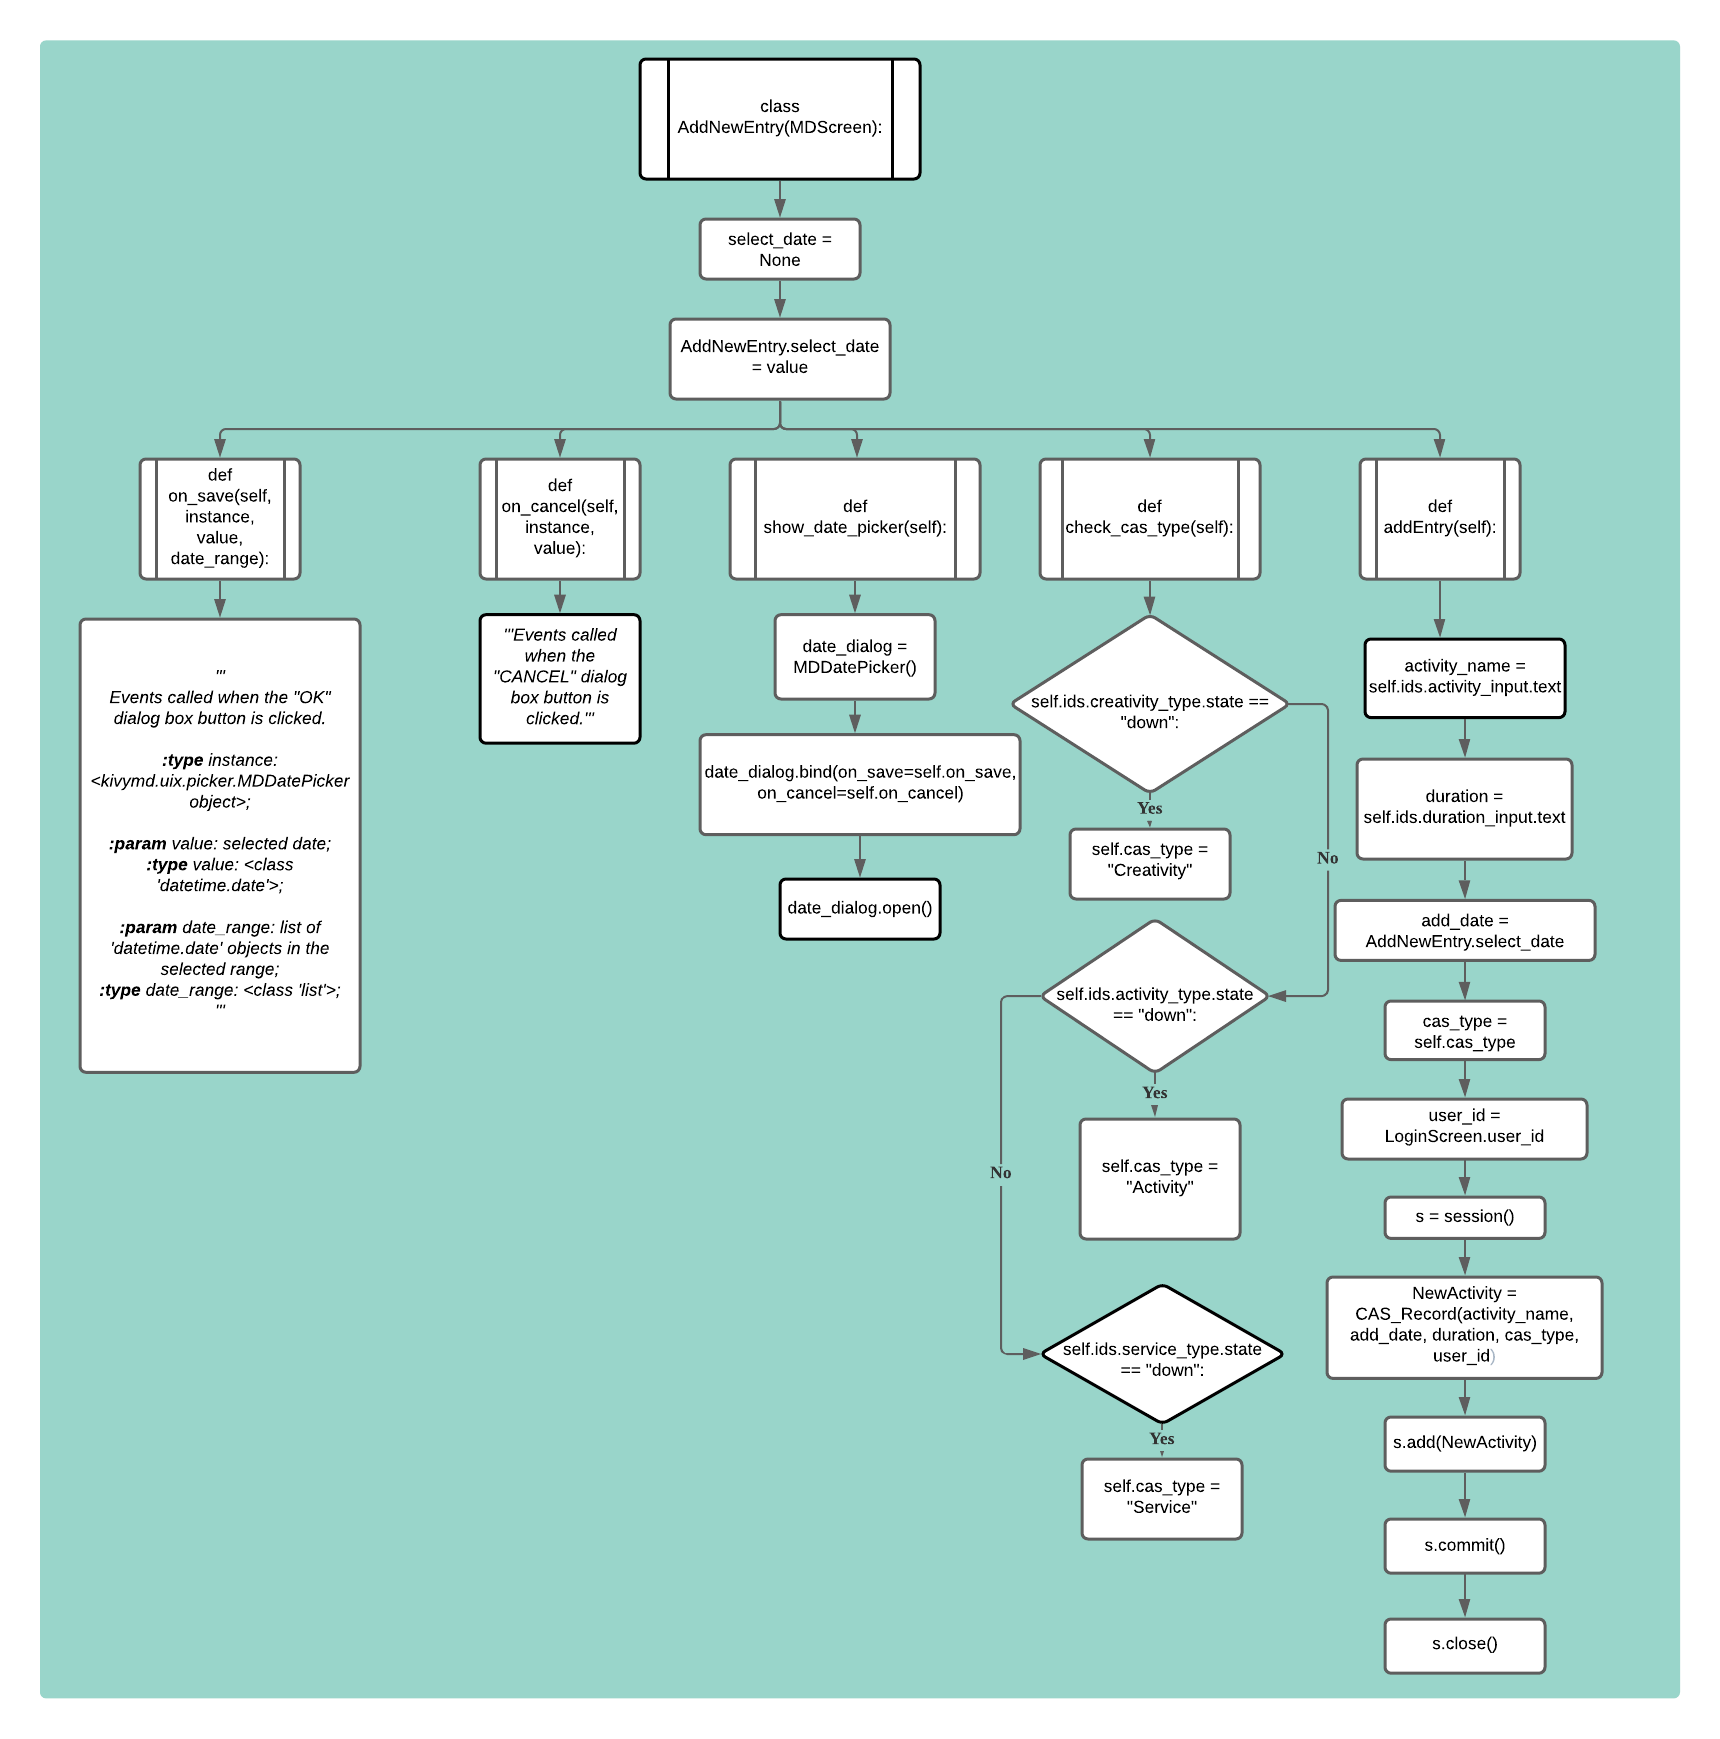 class
AddNewEntry(MDScreen):
select_date =
None
AddNewEntry.select_date
= value
def
on_save(self,
instance,
value,
date_range):
'''
Events called when the "OK"
dialog box button is clicked.
:type instance:
<kivymd.uix.picker.MDDatePicker
object>;
:param value: selected date;
:type value: <class
'datetime.date'>;
:param date_range: list of
'datetime.date' objects in the
selected range;
:type date_range: <class 'list'>;
'''
def
on_cancel(self,
instance,
value):
'''Events called
when the
"CANCEL" dialog
box button is
clicked.'''
def
show_date_picker(self):
date_dialog =
MDDatePicker()
date_dialog.bind(on_save=self.on_save,
on_cancel=self.on_cancel)
date_dialog.open()
def
check_cas_type(self):
self.ids.creativity_type.state ==
"down":
Yes
No
self.cas_type =
"Creativity"
self.ids.activity_type.state
== "down":
Yes
No
self.cas_type =
"Activity"
self.ids.service_type.state
== "down":
Yes
self.cas_type =
"Service"
def
addEntry(self):
activity_name =
self.ids.activity_input.text
duration =
self.ids.duration_input.text
add_date =
AddNewEntry.select_date
cas_type =
self.cas_type
user_id =
LoginScreen.user_id
s = session()
NewActivity =
CAS_Record(activity_name,
add_date, duration, cas_type,
user_id)
s.add(NewActivity)
s.commit()
s.close()